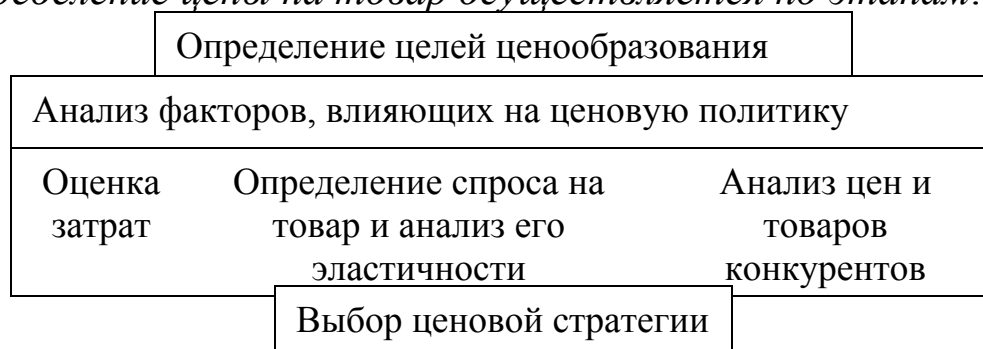 цены на товар осуществляется по этапам:
Определение целей ценообразования
Анализ факторов, влияющих на ценовую политику
Оценка затрат
Определение спроса на товар и анализ его эластичности
Анализ цен и товаров конкурентов
Выбор ценовой стратегии